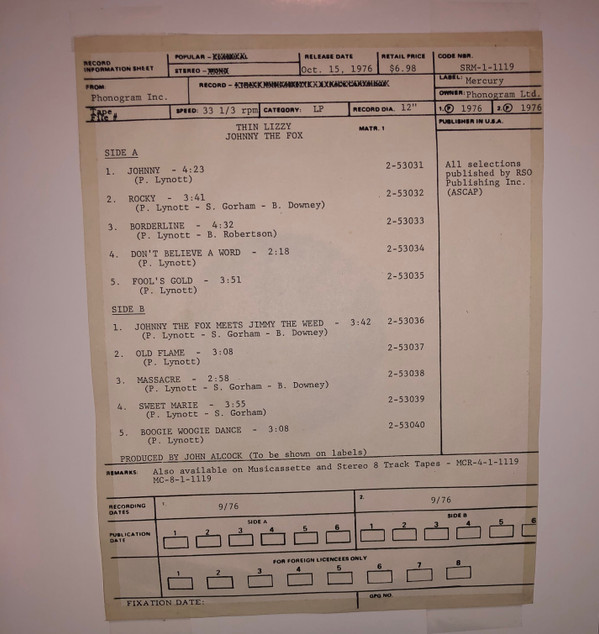 RECORD INFORMATION SHEET
POPULAR - CLASSICAL
STEREO - MONO
RELEASE DATE
Oct. 15, 1976
RETAIL PRICE
$6.98
CODE NBR.
SRM-1-1119
FROM:
Phonogram Inc.
RECORD -
LABEL: Mercury
OWNER: Phonogram Ltd.
Tape
File #
SPEED: 33 1/3 rpm
CATEGORY: LP
RECORD DIA. 12"
1.Ⓟ 1976
2.Ⓟ 1976
THIN LIZZY
JOHNNY THE FOX
MATR. 1
PUBLISHER IN U.S.A.
All selections
published by RSO
Publishing Inc.
(ASCAP)
SIDE A
1. JOHNNY - 4:23 2-53031
(P. Lynott)
2. ROCKY - 3:41 2-53032
(P. Lynott - S. Gorham - B. Downey)
3. BORDERLINE - 4:32 2-53033
(P. Lynott - B. Robertson)
4. DON'T BELIEVE A WORD - 2:18 2-53034
(P. Lynott)
5. FOOL'S GOLD - 3:51 2-53035
(P. Lynott)
SIDE B
1. JOHNNY THE FOX MEETS JIMMY THE WEED - 3:42 2-53036
(P. Lynott - S. Gorham - B. Downey)
2. OLD FLAME - 3:08 2-53037
(P. Lynott)
3. MASSACRE - 2:58 2-53038
(P. Lynott - S. Gorham - B. Downey)
4. SWEET MARIE - 3:55 2-53039
(P. Lynott - S. Gorham)
5. BOOGIE WOOGIE DANCE - 3:08 2-53040
(P. Lynott)
PRODUCED BY JOHN ALCOCK (To be shown on labels)
REMARKS: Also available on Musicassette and Stereo 8 Track Tapes - MCR-4-1-1119
MC-8-1-1119
RECORDING DATES
1. 9/76
2. 9/76
PUBLICATION DATE
SIDE A
1 2 3 4 5 6
SIDE B
1 2 3 4 5 6
FOR FOREIGN LICENCEES ONLY
1 2 3 4 5 6 7 8
FIXATION DATE:
GPG NO.